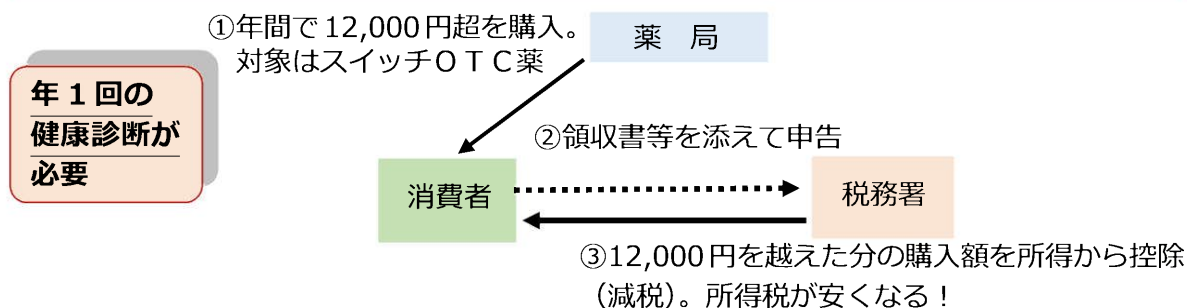 ①年間で12,000円超を購入。
対象はスイッチＯＴＣ薬
薬　局
年１回の
健康診断が
必要
②領収書等を添えて申告
消費者
税務署
③12,000円を越えた分の購入額を所得から控除
（減税）。所得税が安くなる！